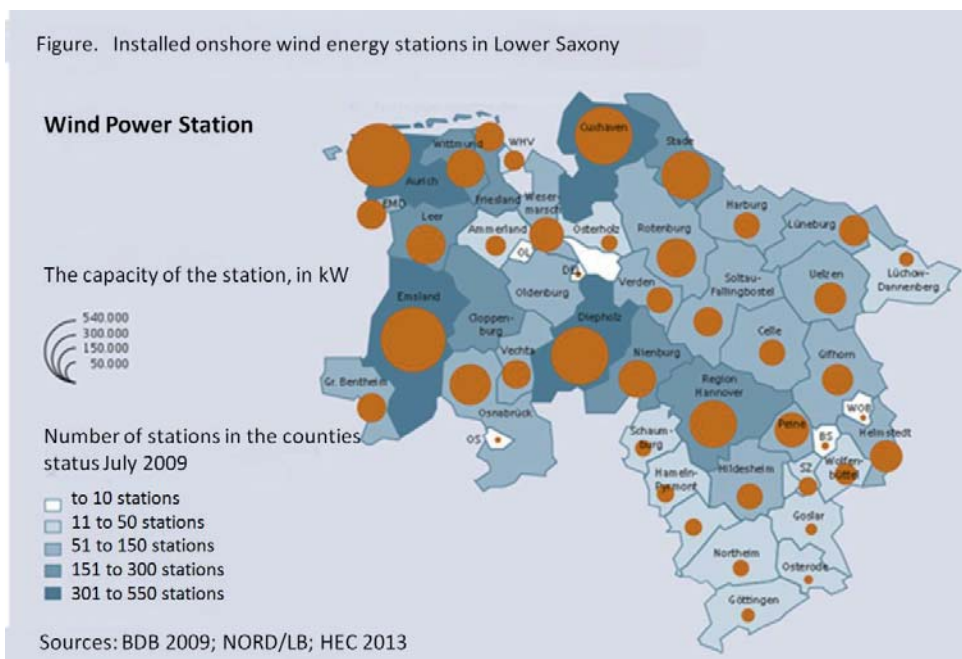 Figure. Installed onshore wind energy stations in Lower Saxony
Wind Power Station
The capacity of the station, in kW
540.000
300.000
150.000
50.000
Number of stations in the counties
status July 2009
to 10 stations
11 to 50 stations
51 to 150 stations
151 to 300 stations
301 to 550 stations
Sources: BDB 2009; NORD/LB; HEC 2013
Cuxhaven
Wittmund
WHV
Stade
Aurich
Friesland
Weser-
marsch
EMD
Leer
Ammerland
Osterholz
Rotenburg
Harburg
Lüneburg
OL
DEL
Oldenburg
Verden
Soltau-
Fallingbostel
Uelzen
Lüchow-
Dannenberg
Emsland
Cloppen-
burg
Diepholz
Celle
Vechta
Nienburg
Gifhorn
Gr. Bentheim
Region
Hannover
Osnabrück
OS
Peine
WOB
BS
Helmstedt
Schaum-
burg
Hameln-
Pyrmont
Hildesheim
SZ
Wolfen-
büttel
Goslar
Northeim
Osterode
Göttingen